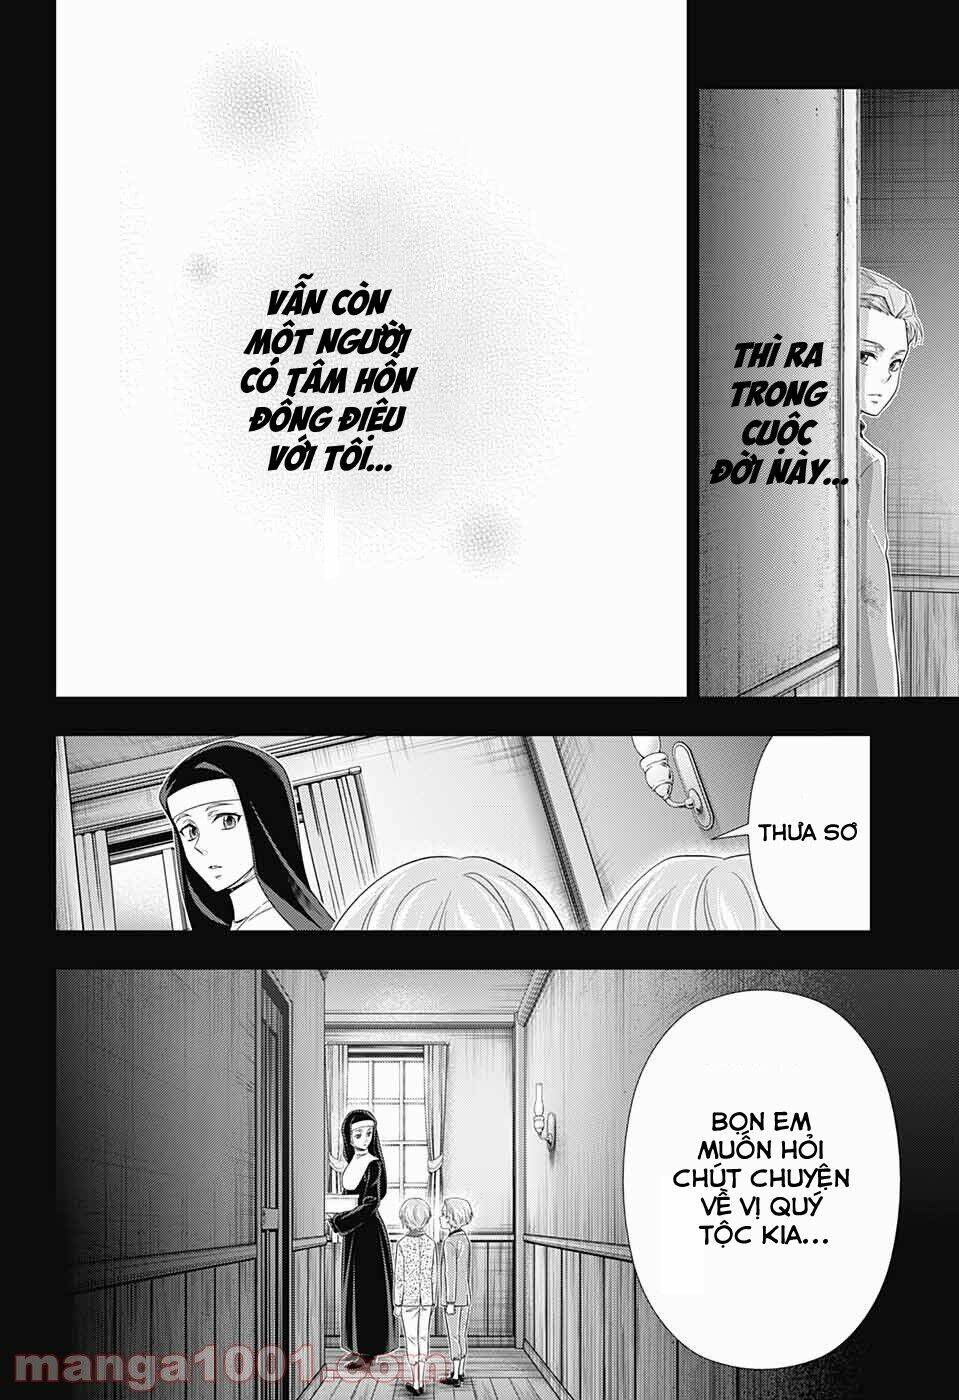 THÌ RA
TRONG
CUỘC
ĐỜI NÀY...
VẪN CÒN
MỘT NGƯỜI
CÓ TÂM HỒN
ĐỒNG ĐIỆU
VỚI TÔI...
THƯA SƠ
BỌN EM
MUỐN HỎI
CHÚT CHUYỆN
VỀ VỊ QUÝ
TỘC KIA...
manga1001.com